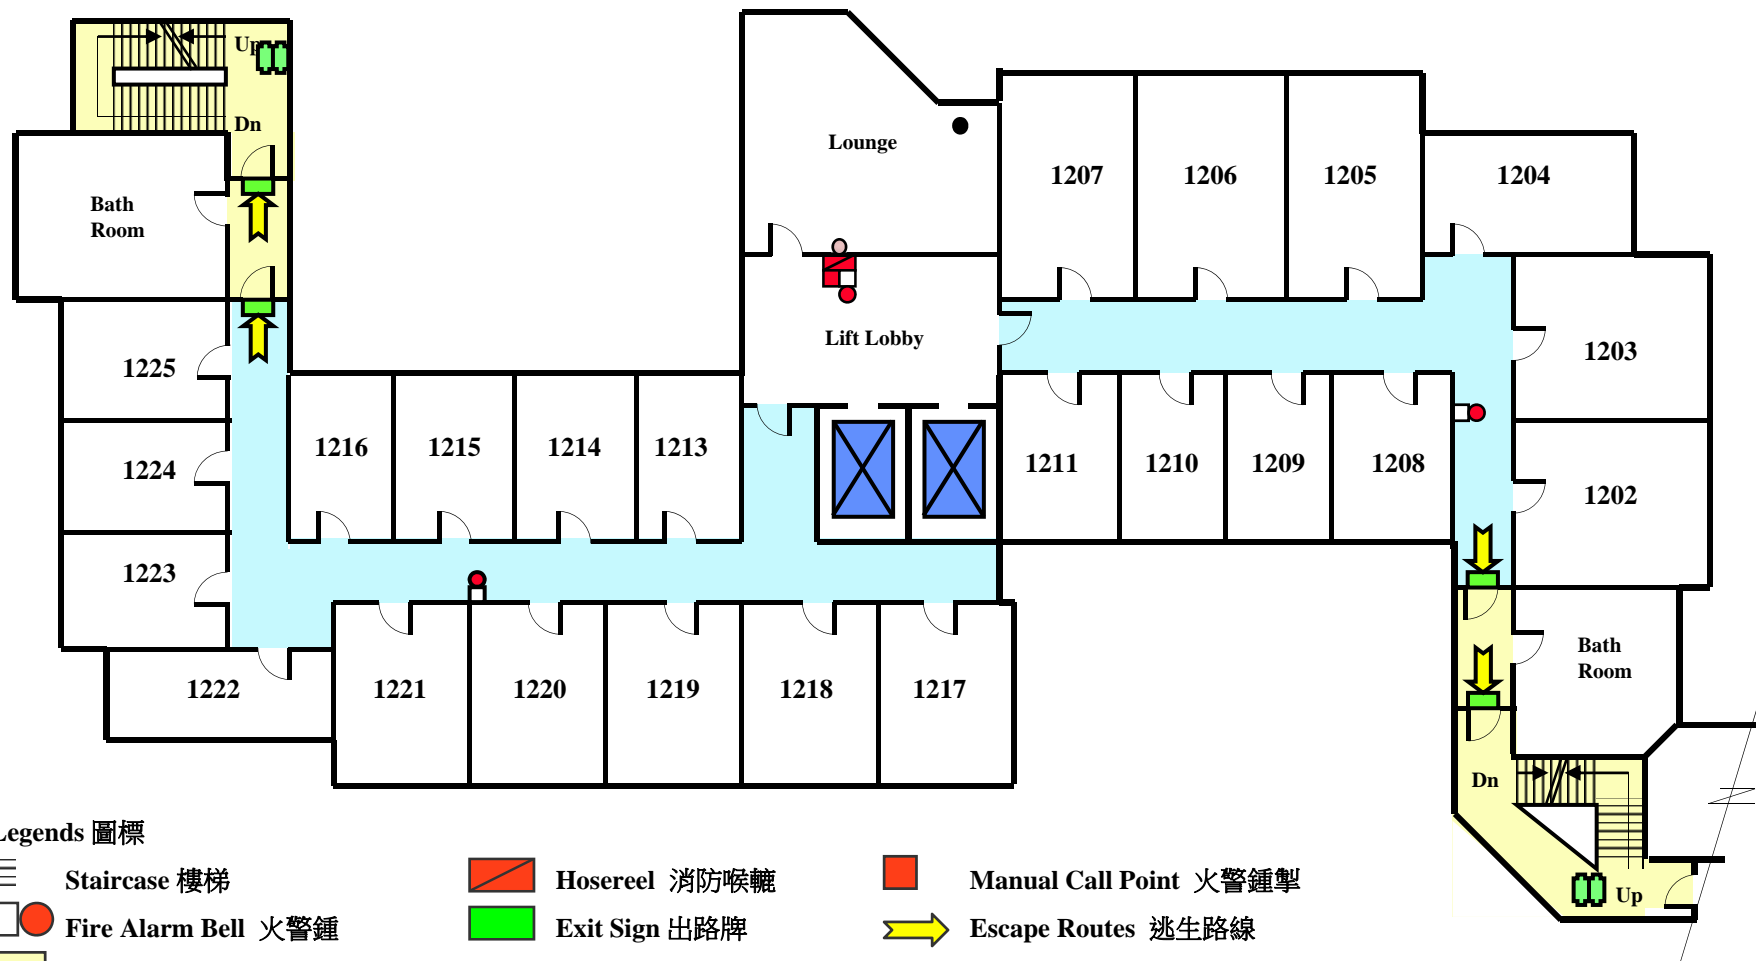 Up
Dn
Bath
Room
Lounge
1207
1206
1205
1204
Lift Lobby
1225
1203
1216
1215
1214
1213
1211
1210
1209
1208
1224
1202
1223
1222
1221
1220
1219
1218
1217
Bath
Room
Dn
Up
Legends 圖標
Staircase 樓梯
Hosereel 消防喉轆
Manual Call Point 火警鍾掣
Fire Alarm Bell 火警鍾
Exit Sign 出路牌
Escape Routes 逃生路線